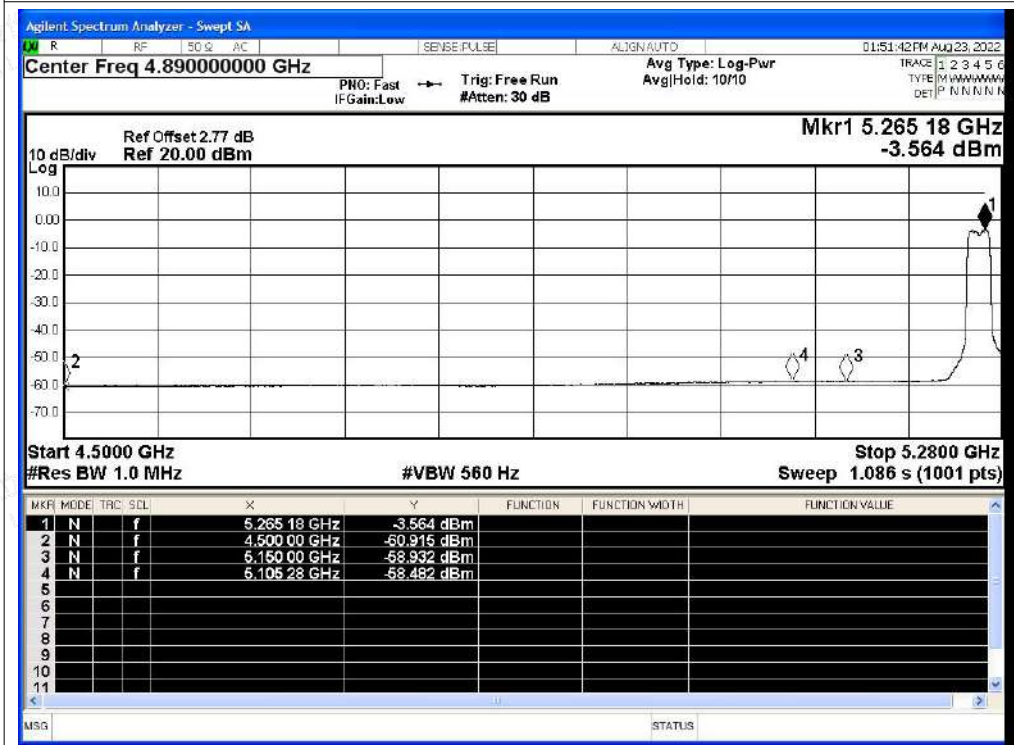 Agilent Spectrum Analyzer - Swept SA
R RF 50 Ω AC SENSE:PULSE ALIGN AUTO 01:51:42 PM Aug 23, 2022
Center Freq 4.890000000 GHz Avg Type: Log-Pwr TRACE 1 2 3 4 5 6
PNO: Fast Trig: Free Run Avg|Hold: 10/10 TYPE M WWWWW
IFGain:Low #Atten: 30 dB DET P N N N N N
Mkr1 5.265 18 GHz
Ref Offset 2.77 dB
10 dB/div Ref 20.00 dBm -3.564 dBm
Log
10.0
0.00
1
-10.0
-20.0
-30.0
-40.0
-50.0
2 4 3
-60.0
-70.0
Start 4.5000 GHz Stop 5.2800 GHz
#Res BW 1.0 MHz #VBW 560 Hz Sweep 1.086 s (1001 pts)
MKR MODE TRC SCL X Y FUNCTION FUNCTION WIDTH FUNCTION VALUE
1 N f 5.265 18 GHz -3.564 dBm
2 N f 4.500 00 GHz -60.915 dBm
3 N f 5.150 00 GHz -58.932 dBm
4 N f 5.105 28 GHz -58.482 dBm
5
6
7
8
9
10
11
MSG STATUS